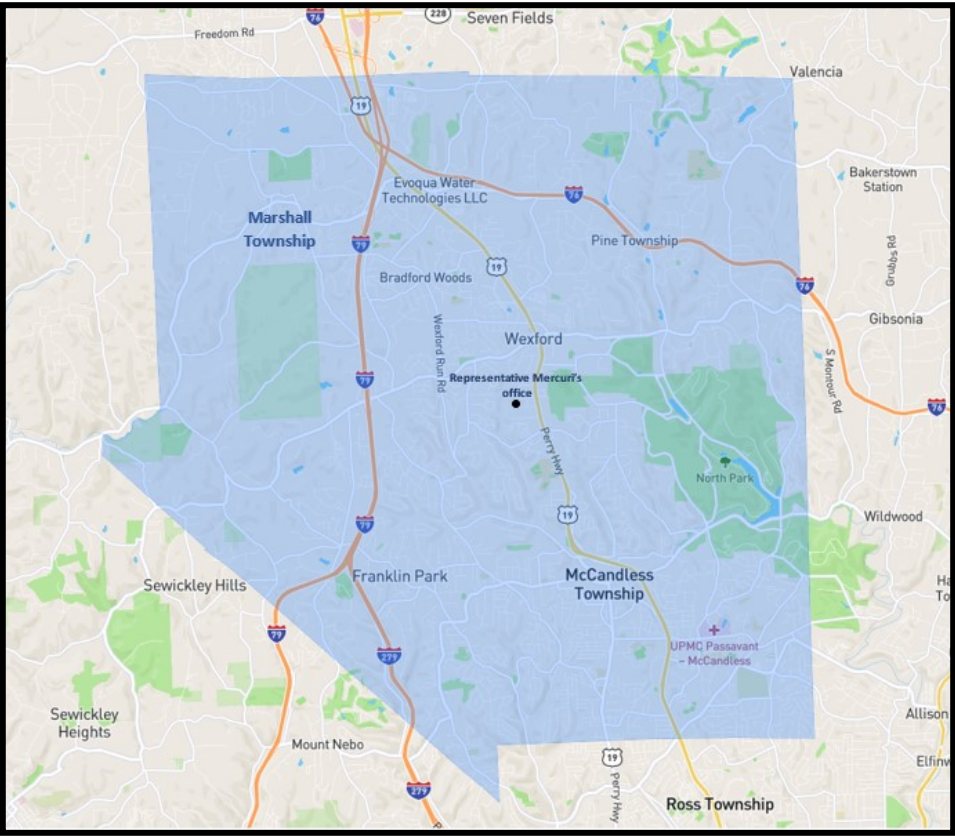 76
228
Seven Fields
Freedom Rd
Valencia
19
Bakerstown
Station
Evoqua Water
Technologies LLC
76
Marshall
Township
79
Pine Township
Grubbs Rd
19
Bradford Woods
76
Gibsonia
Wexford
Wexford Run Rd
S Montour Rd
79
Representative Mercuri's
office
76
Perry Hwy
North Park
19
Wildwood
79
Franklin Park
McCandless
Township
Sewickley Hills
Ha
To
79
UPMC Passavant
– McCandless
279
Sewickley
Heights
Allison
Mount Nebo
19
Elfinw
Perry Hwy
279
Ross Township